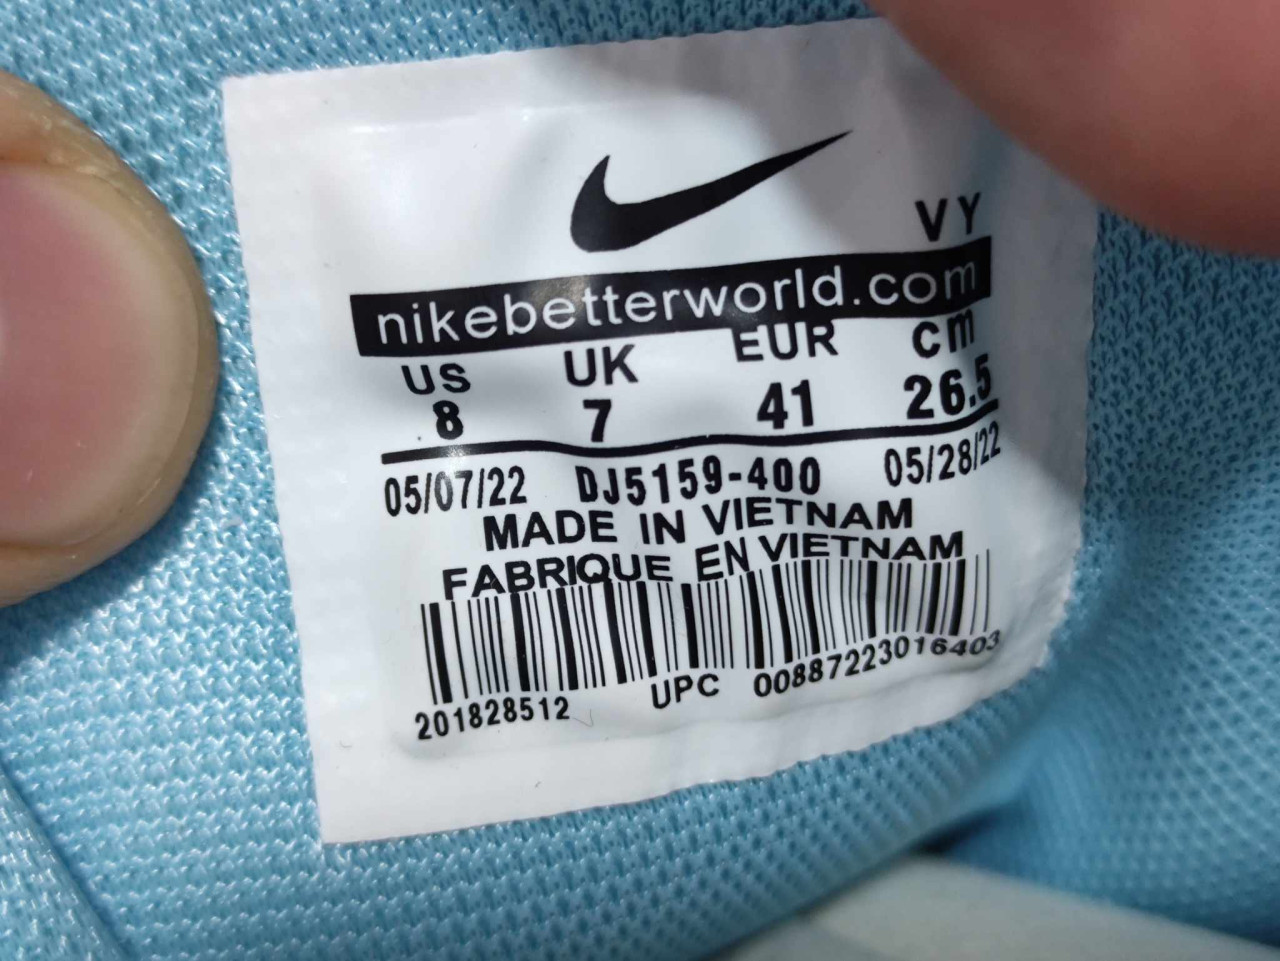 VY
nikebetterworld.com
US UK EUR cm
8 7 41 26.5
05/07/22 DJ5159-400 05/28/22
MADE IN VIETNAM
FABRIQUE EN VIETNAM
201828512 UPC 00887223016403